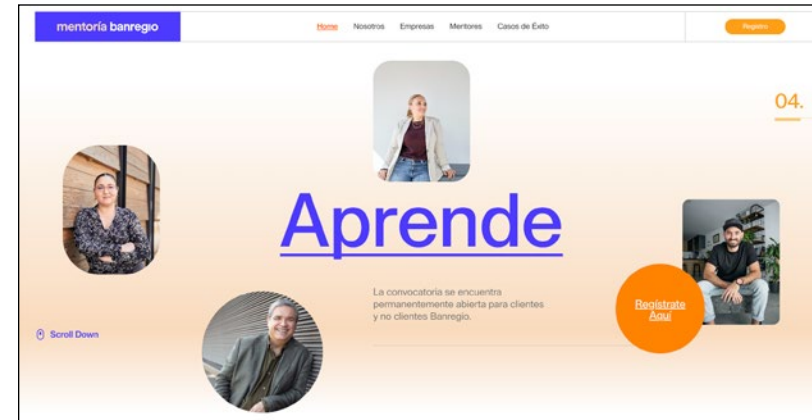 mentoría banregio
Home Nosotros Empresas Mentores Casos de Éxito
Registro
04.
Aprende
La convocatoria se encuentra
permanentemente abierta para clientes
y no clientes Banregio.
Regístrate
Aquí
Scroll Down